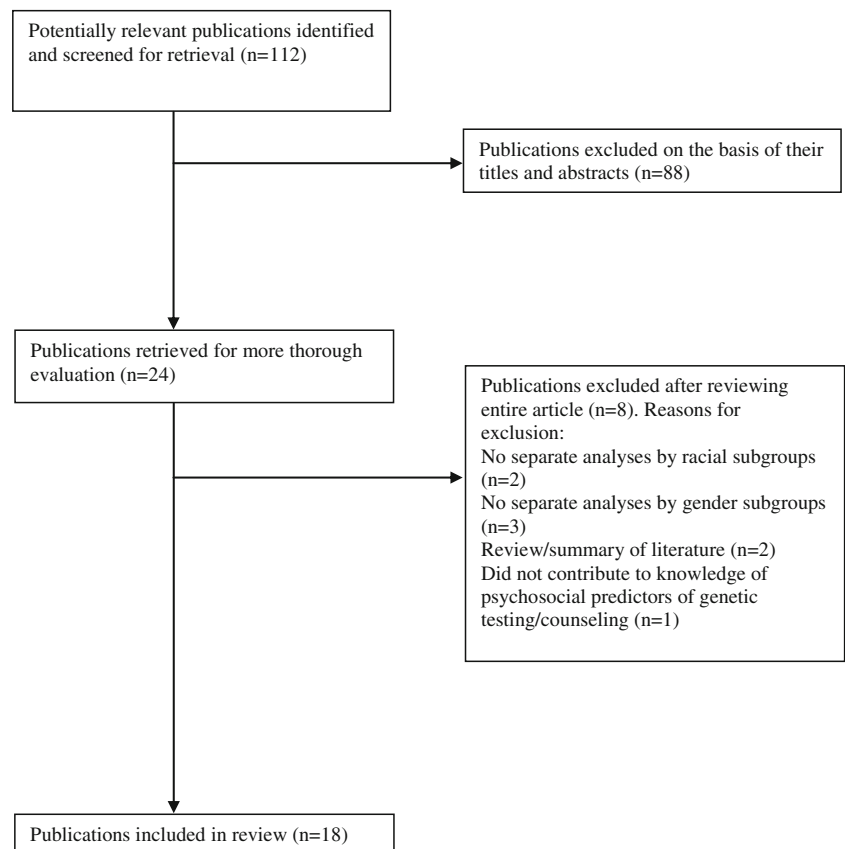 Potentially relevant publications identified
and screened for retrieval (n=112)
Publications excluded on the basis of their
titles and abstracts (n=88)
Publications retrieved for more thorough
evaluation (n=24)
Publications excluded after reviewing
entire article (n=8). Reasons for
exclusion:
No separate analyses by racial subgroups
(n=2)
No separate analyses by gender subgroups
(n=3)
Review/summary of literature (n=2)
Did not contribute to knowledge of
psychosocial predictors of genetic
testing/counseling (n=1)
Publications included in review (n=18)